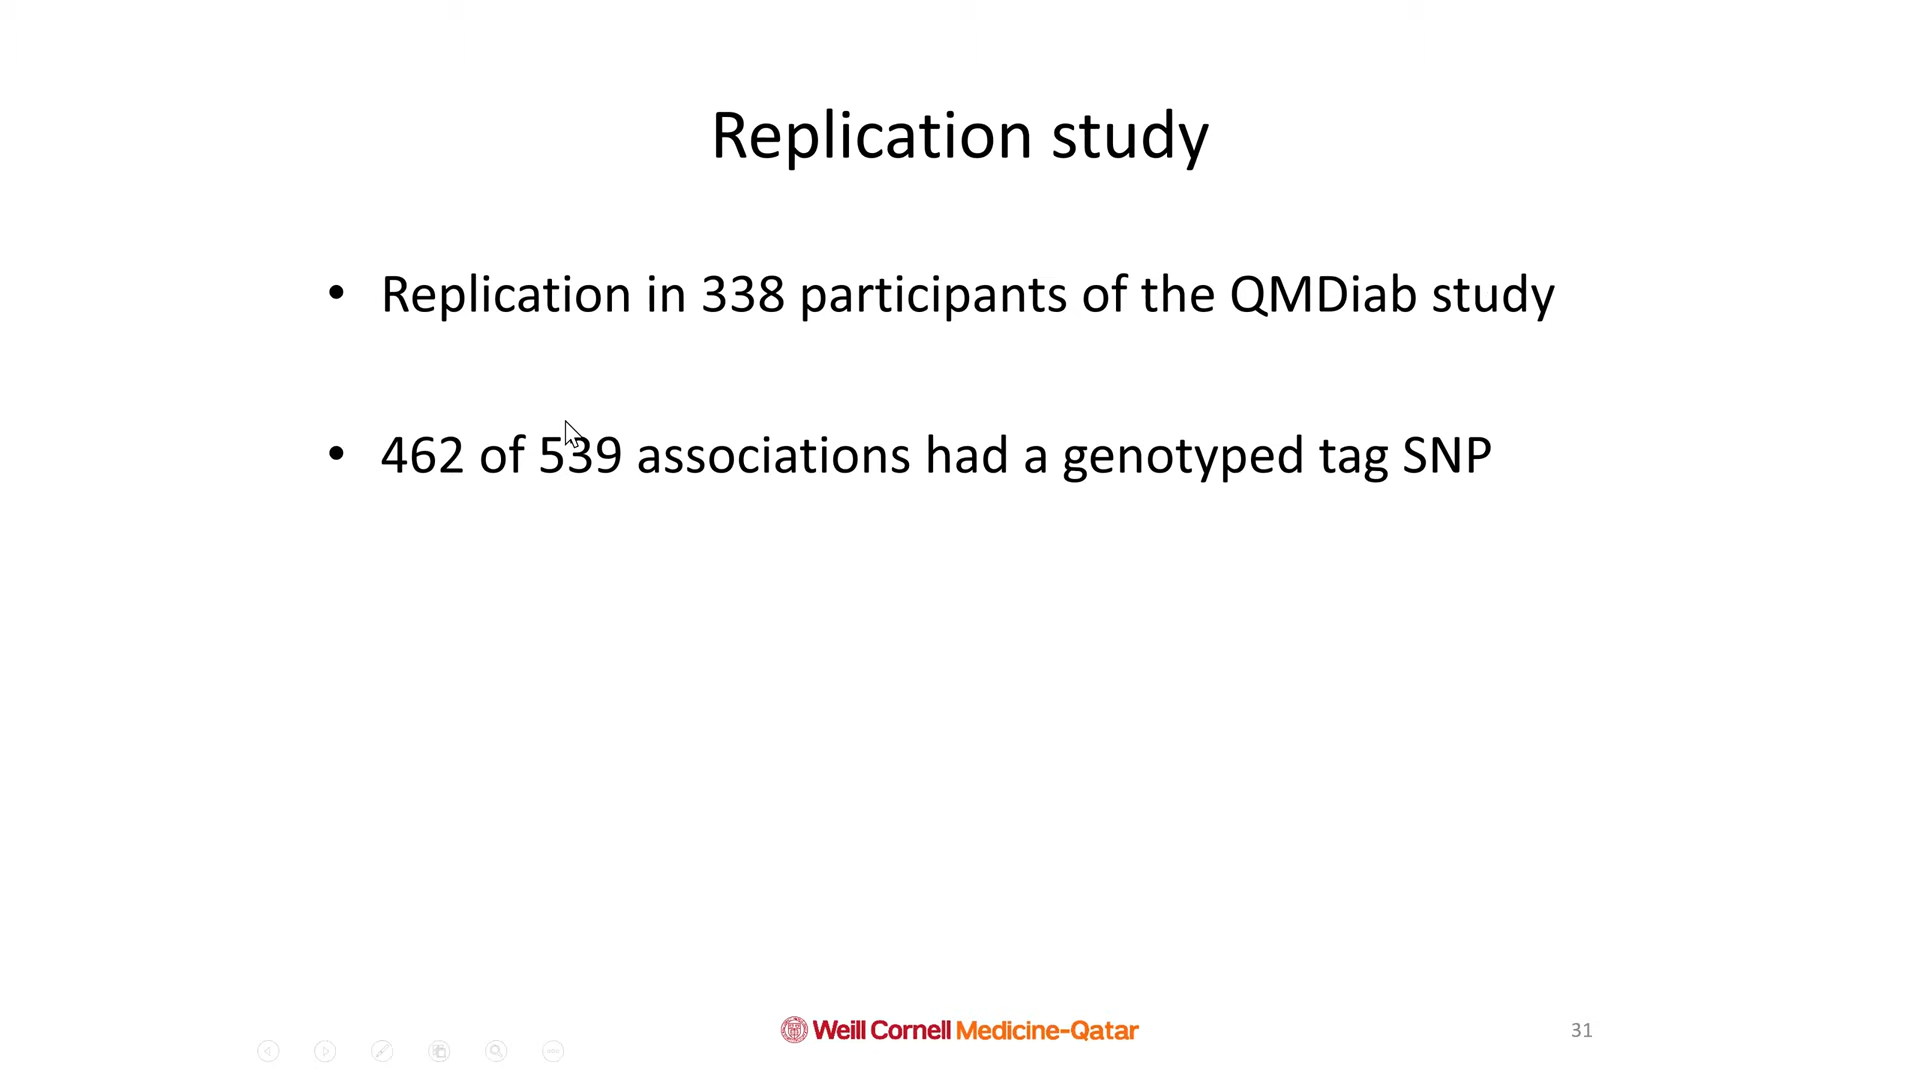 Replication study
• Replication in 338 participants of the QMDiab study
• 462 of 539 associations had a genotyped tag SNP
Weill Cornell Medicine-Qatar
31